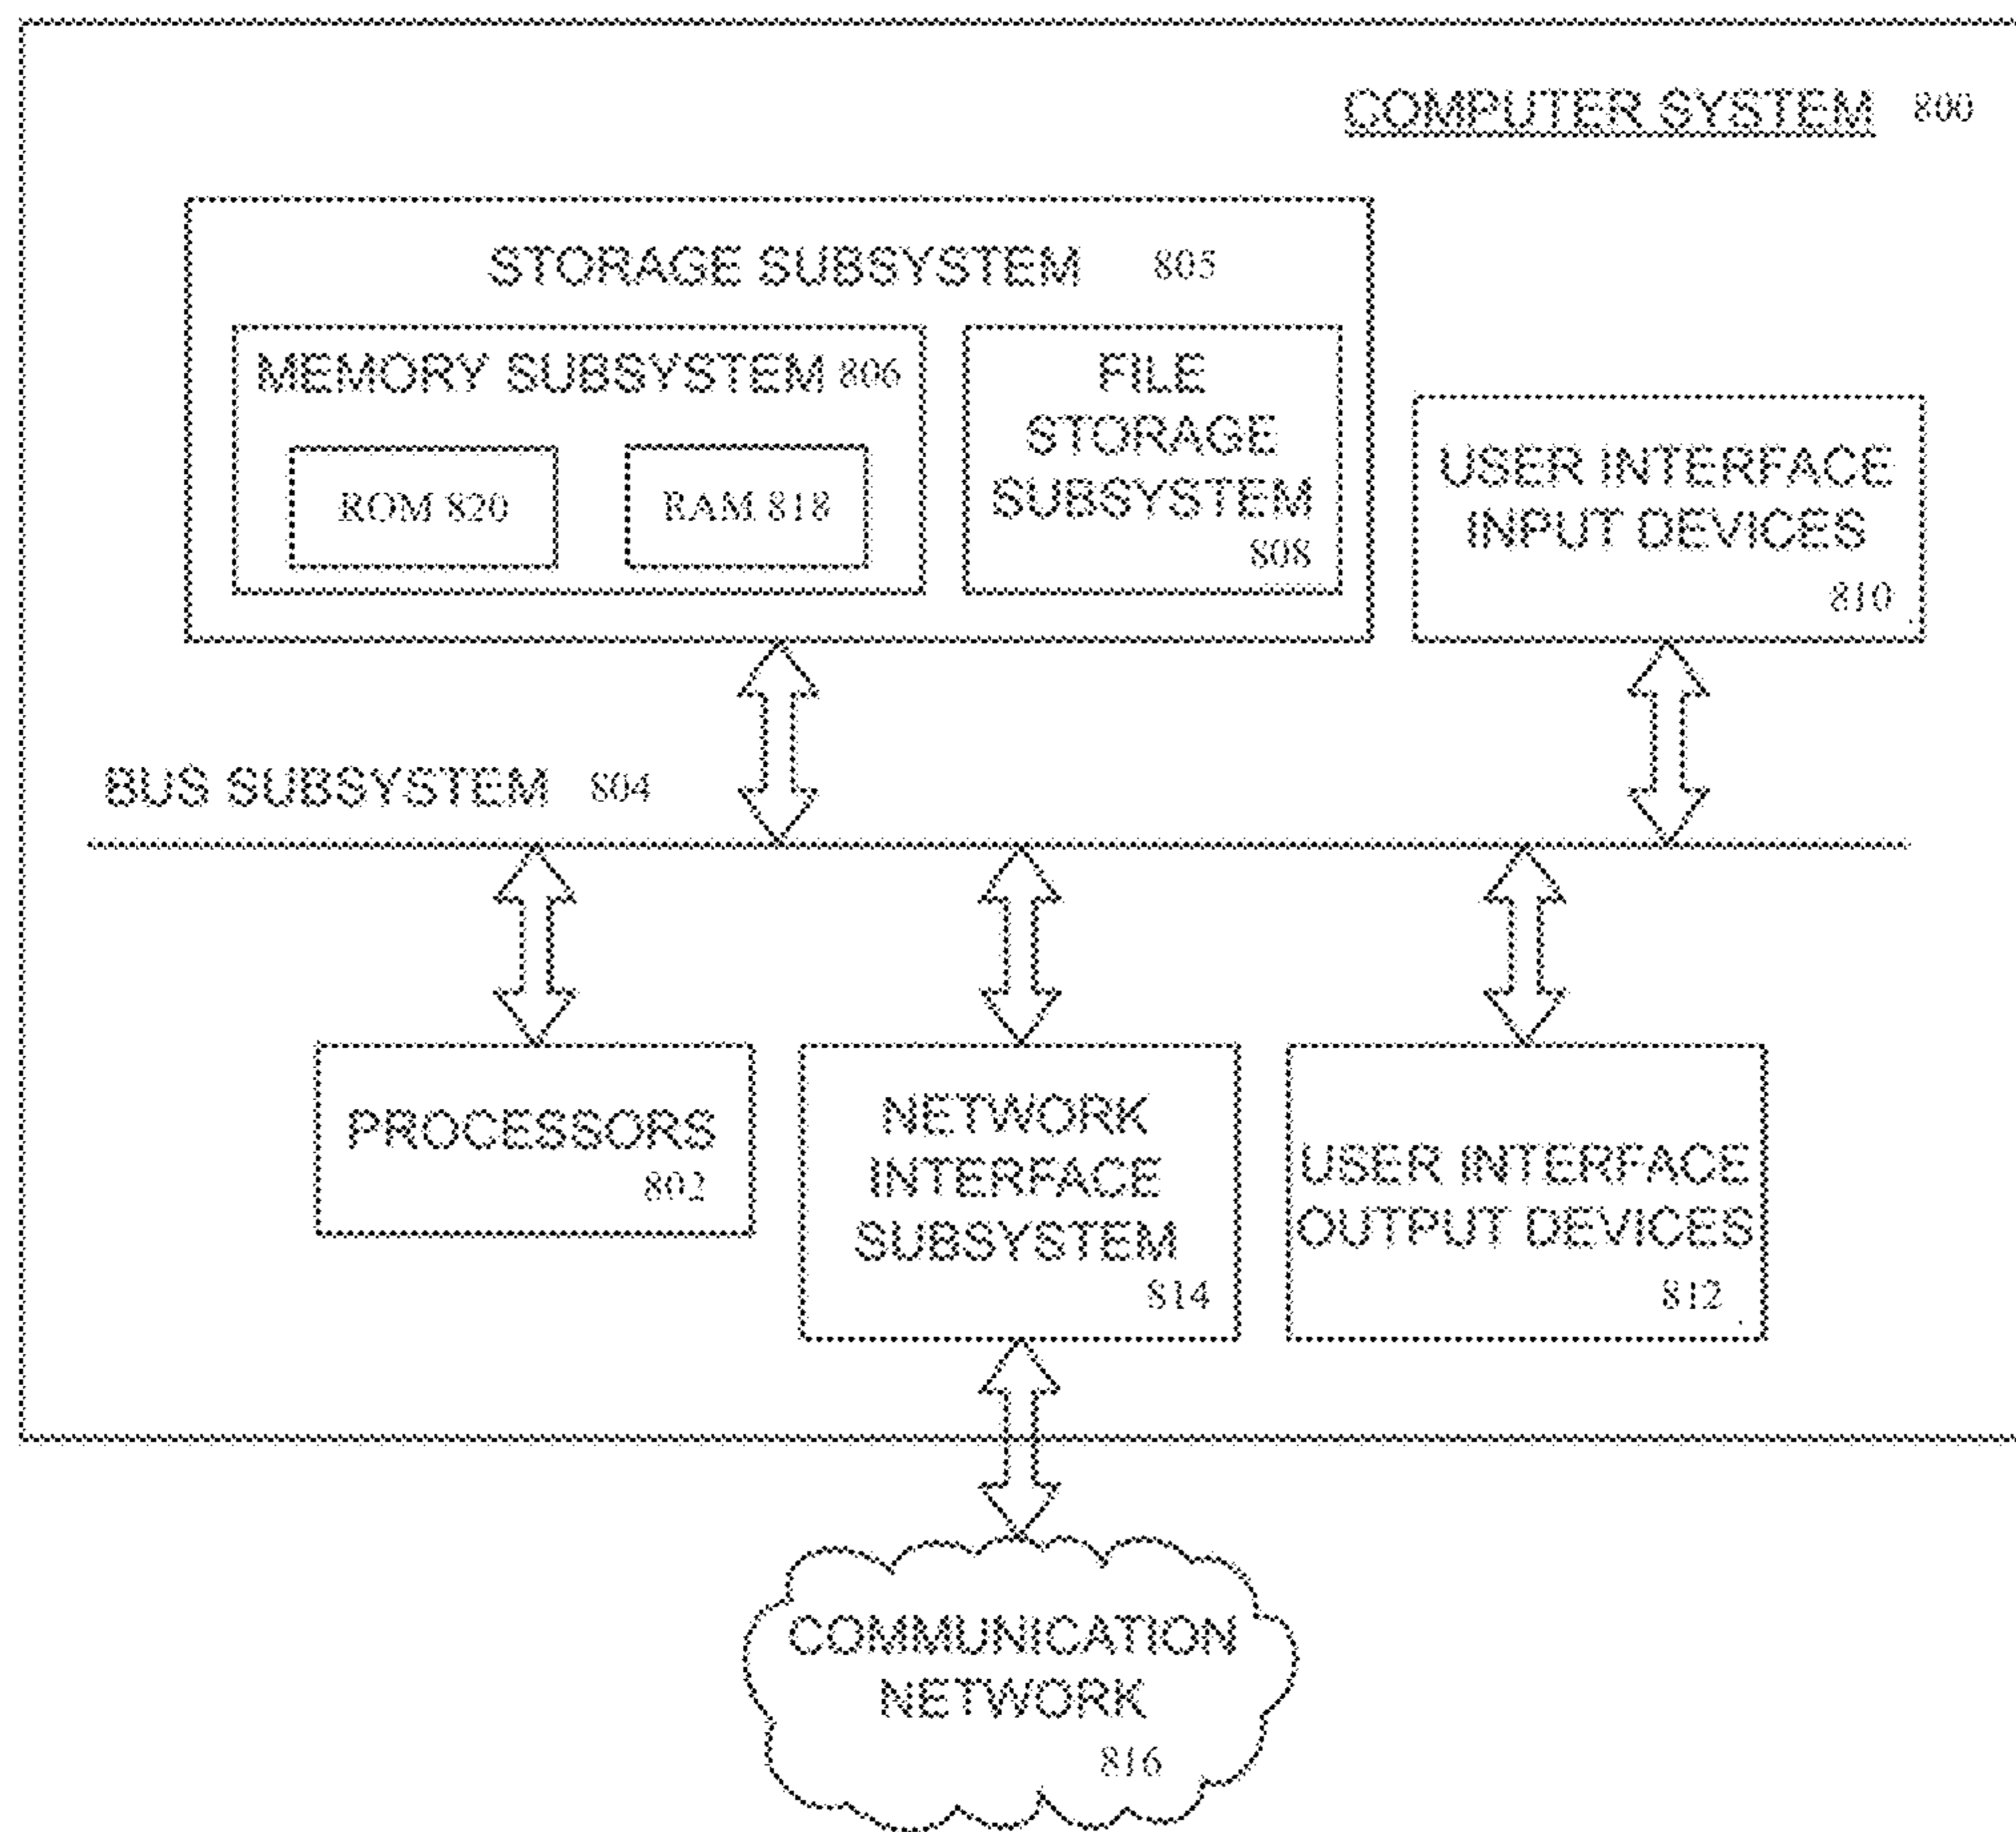 COMPUTER SYSTEM 800
STORAGE SUBSYSTEM 805
MEMORY SUBSYSTEM 806
ROM 820
RAM 818
FILE
STORAGE
SUBSYSTEM
808
USER INTERFACE
INPUT DEVICES
810
BUS SUBSYSTEM 804
PROCESSORS
802
NETWORK
INTERFACE
SUBSYSTEM
814
USER INTERFACE
OUTPUT DEVICES
812
COMMUNICATION
NETWORK
816